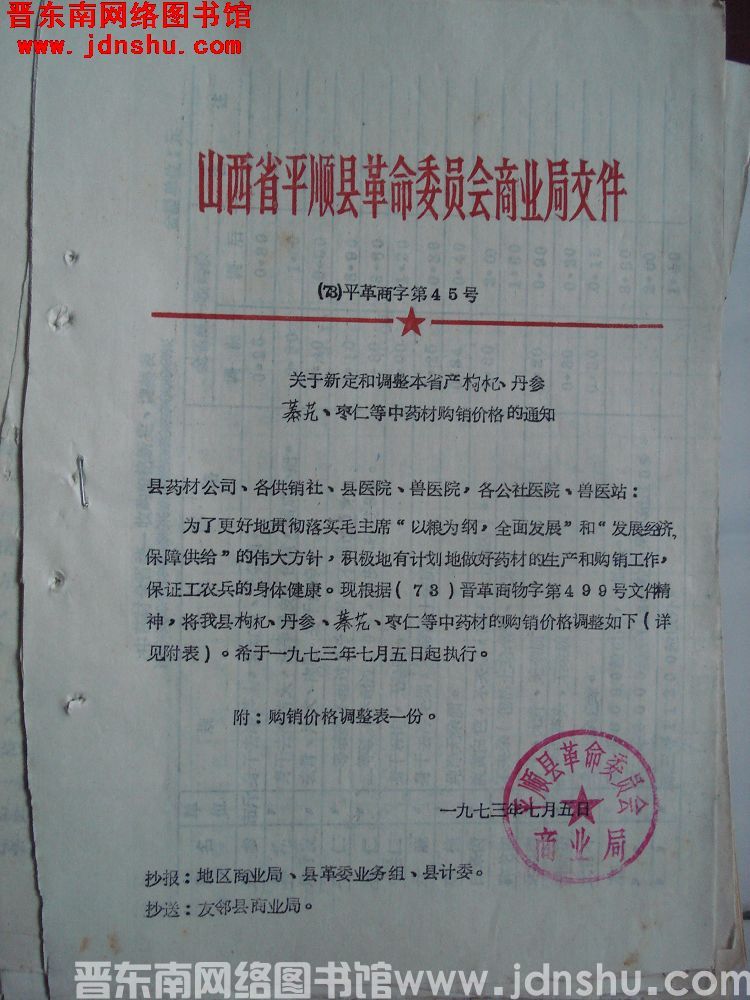 晋东南网络图书馆
www.jdnshu.com
山西省平顺县革命委员会商业局文件
(73)平革商字第45号
关于新定和调整本省产枸杞、丹参
秦艽、枣仁等中药材购销价格的通知
县药材公司、各供销社、县医院、兽医院，各公社医院、兽医站：
为了更好地贯彻落实毛主席“以粮为纲，全面发展”和“发展经济，
保障供给”的伟大方针，积极地有计划地做好药材的生产和购销工作，
保证工农兵的身体健康。现根据(73)晋革商物字第499号文件精
神，将我县枸杞、丹参、秦艽、枣仁等中药材的购销价格调整如下(详
见附表)。希于一九七三年七月五日起执行。
附：购销价格调整表一份。
平顺县革命委员会
商业局
一九七三年七月五日
抄报：地区商业局、县革委业务组、县计委。
抄送：友邻县商业局。
晋东南网络图书馆www.jdnshu.com